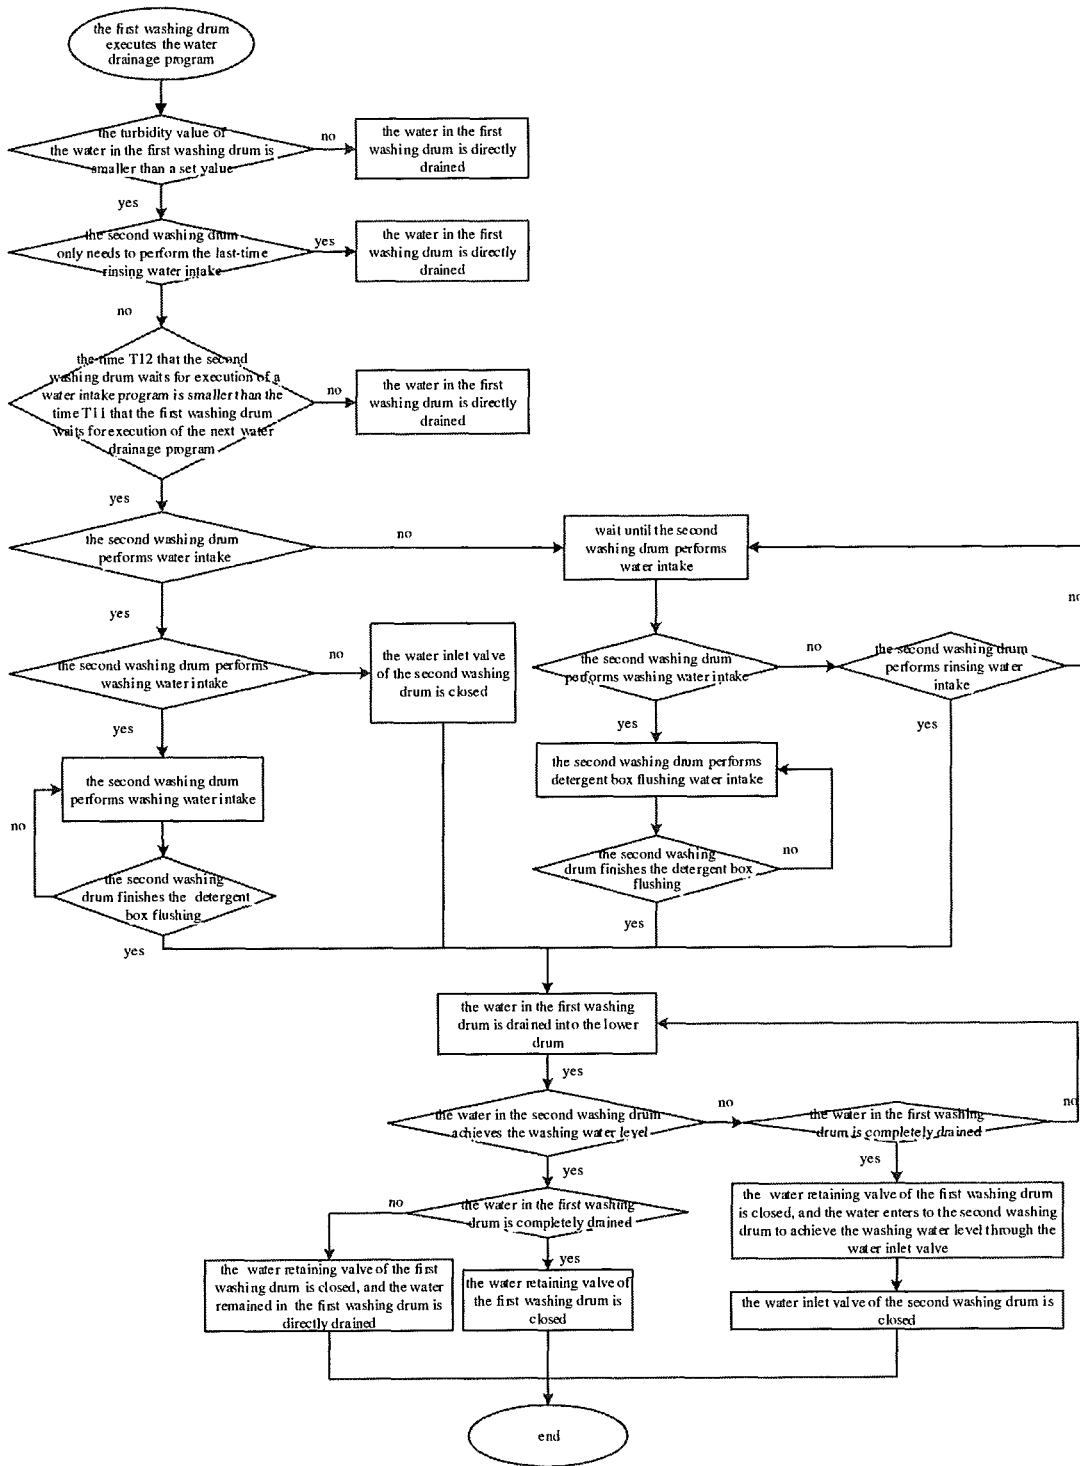 the first washing drum
executes the water
drainage program
the turbidity value of
the water in the first washing drum is
smaller than a set value
no
the water in the first
washing drum is directly
drained
yes
the second washing drum
only needs to perform the last-time
rinsing water intake
yes
the water in the first
washing drum is directly
drained
no
the time T12 that the second
washing drum waits for execution of a
water intake program is smaller than the
time T11 that the first washing drum
waits for execution of the next water
drainage program
no
the water in the first
washing drum is directly
drained
yes
the second washing drum
performs water intake
no
wait until the second
washing drum performs
water intake
no
yes
the second washing drum performs
washing water intake
no
the water inlet valve
of the second washing
drum is closed
the second washing drum
performs washing water intake
no
the second washing drum
performs rinsing water
intake
yes
yes
yes
the second washing drum
performs washing water intake
the second washing drum performs
detergent box flushing water intake
no
the second washing
drum finishes the detergent
box flushing
the second washing
drum finishes the detergent box
flushing
no
yes
yes
the water in the first washing
drum is drained into the lower
drum
yes
the water in the second washing drum
achieves the washing water level
no
the water in the first washing
drum is completely drained
no
yes
yes
no
the water in the first washing
drum is completely drained
the water retaining valve of the first washing drum
is closed, and the water enters to the second washing
drum to achieve the washing water level through the
water inlet valve
yes
the water retaining valve of the first
washing drum is closed, and the water
remained in the first washing drum is
directly drained
the water retaining valve of
the first washing drum is
closed
the water inlet valve of the second washing drum is
closed
end